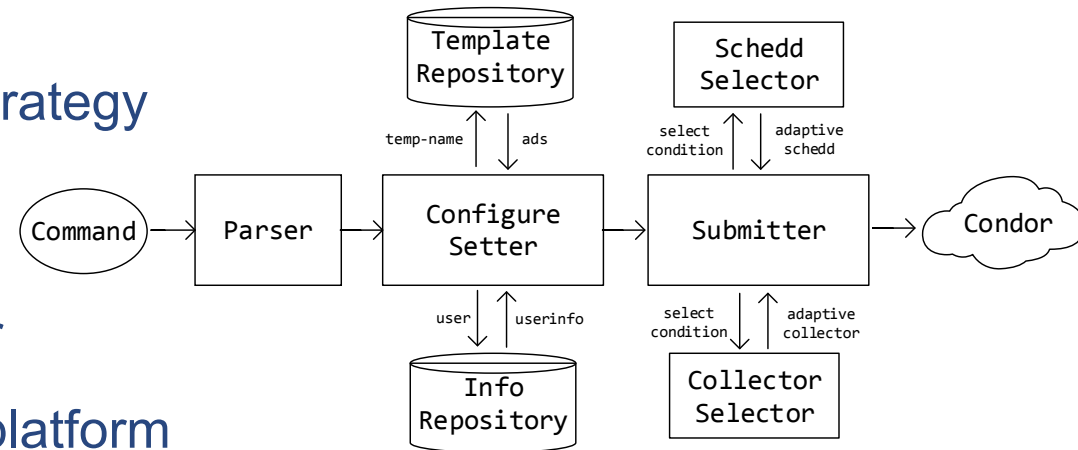 rategy
platform
Template
Repository
Schedd
Selector
temp-name
ads
select
condition
adaptive
schedd
Command
Parser
Configure
Setter
Submitter
Condor
user
userinfo
select
condition
adaptive
collector
Info
Repository
Collector
Selector